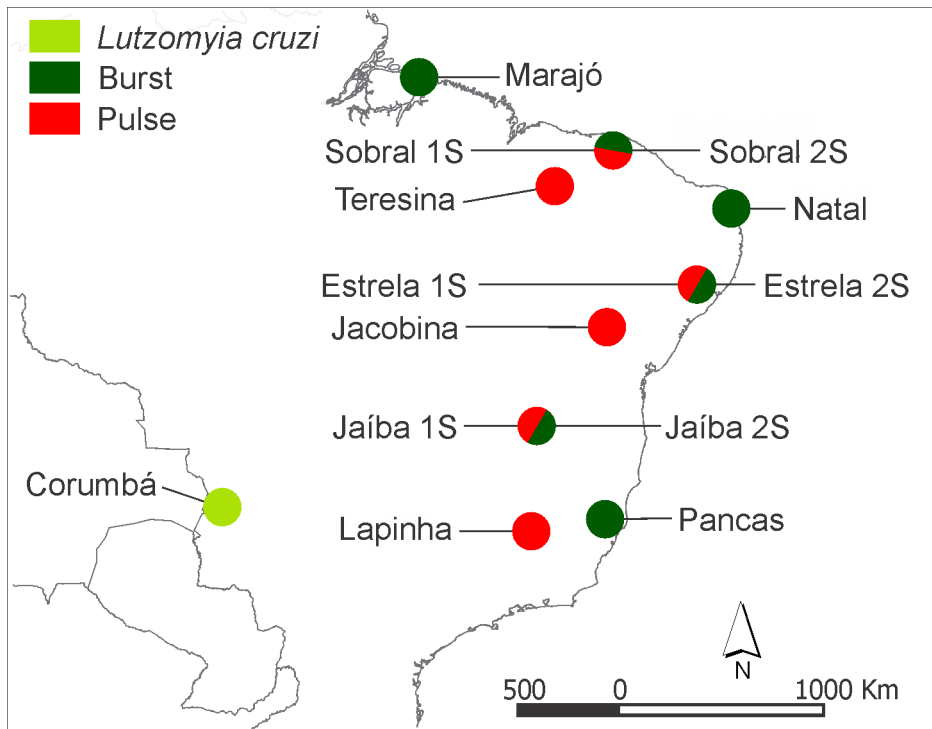 Lutzomyia cruzi
Burst
Pulse
Marajó
Sobral 1S
Sobral 2S
Teresina
Natal
Estrela 1S
Estrela 2S
Jacobina
Jaíba 1S
Jaíba 2S
Corumbá
Lapinha
Pancas
N
500 0 1000 Km